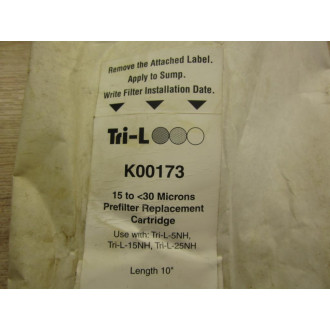 Remove the Attached Label.
Apply to Sump.
Write Filter Installation Date.
Tri-L
K00173
15 to <30 Microns
Prefilter Replacement
Cartridge
Use with: Tri-L-5NH,
Tri-L-15NH, Tri-L-25NH
Length 10"